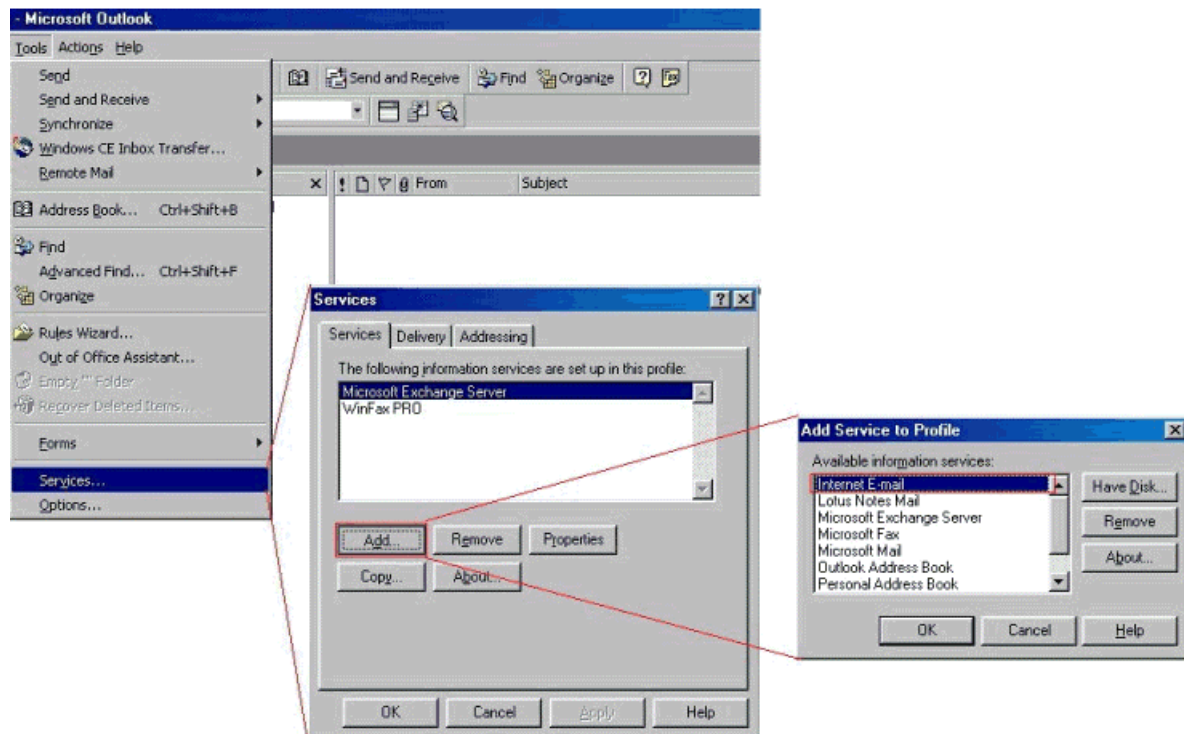 - Microsoft Outlook
Tools Actions Help
Send and Receive Find Organize
Send
Send and Receive
Synchronize
Windows CE Inbox Transfer...
Remote Mail
Address Book... Ctrl+Shift+B
Find
Advanced Find... Ctrl+Shift+F
Organize
Rules Wizard...
Out of Office Assistant...
Empty "" Folder
Recover Deleted Items...
Forms
Services...
Options...
From Subject
Services
Services Delivery Addressing
The following information services are set up in this profile:
Microsoft Exchange Server
WinFax PRO
Add... Remove Properties
Copy... About...
OK Cancel Apply Help
Add Service to Profile
Available information services:
Internet E-mail
Lotus Notes Mail
Microsoft Exchange Server
Microsoft Fax
Microsoft Mail
Outlook Address Book
Personal Address Book
Have Disk...
Remove
About...
OK Cancel Help